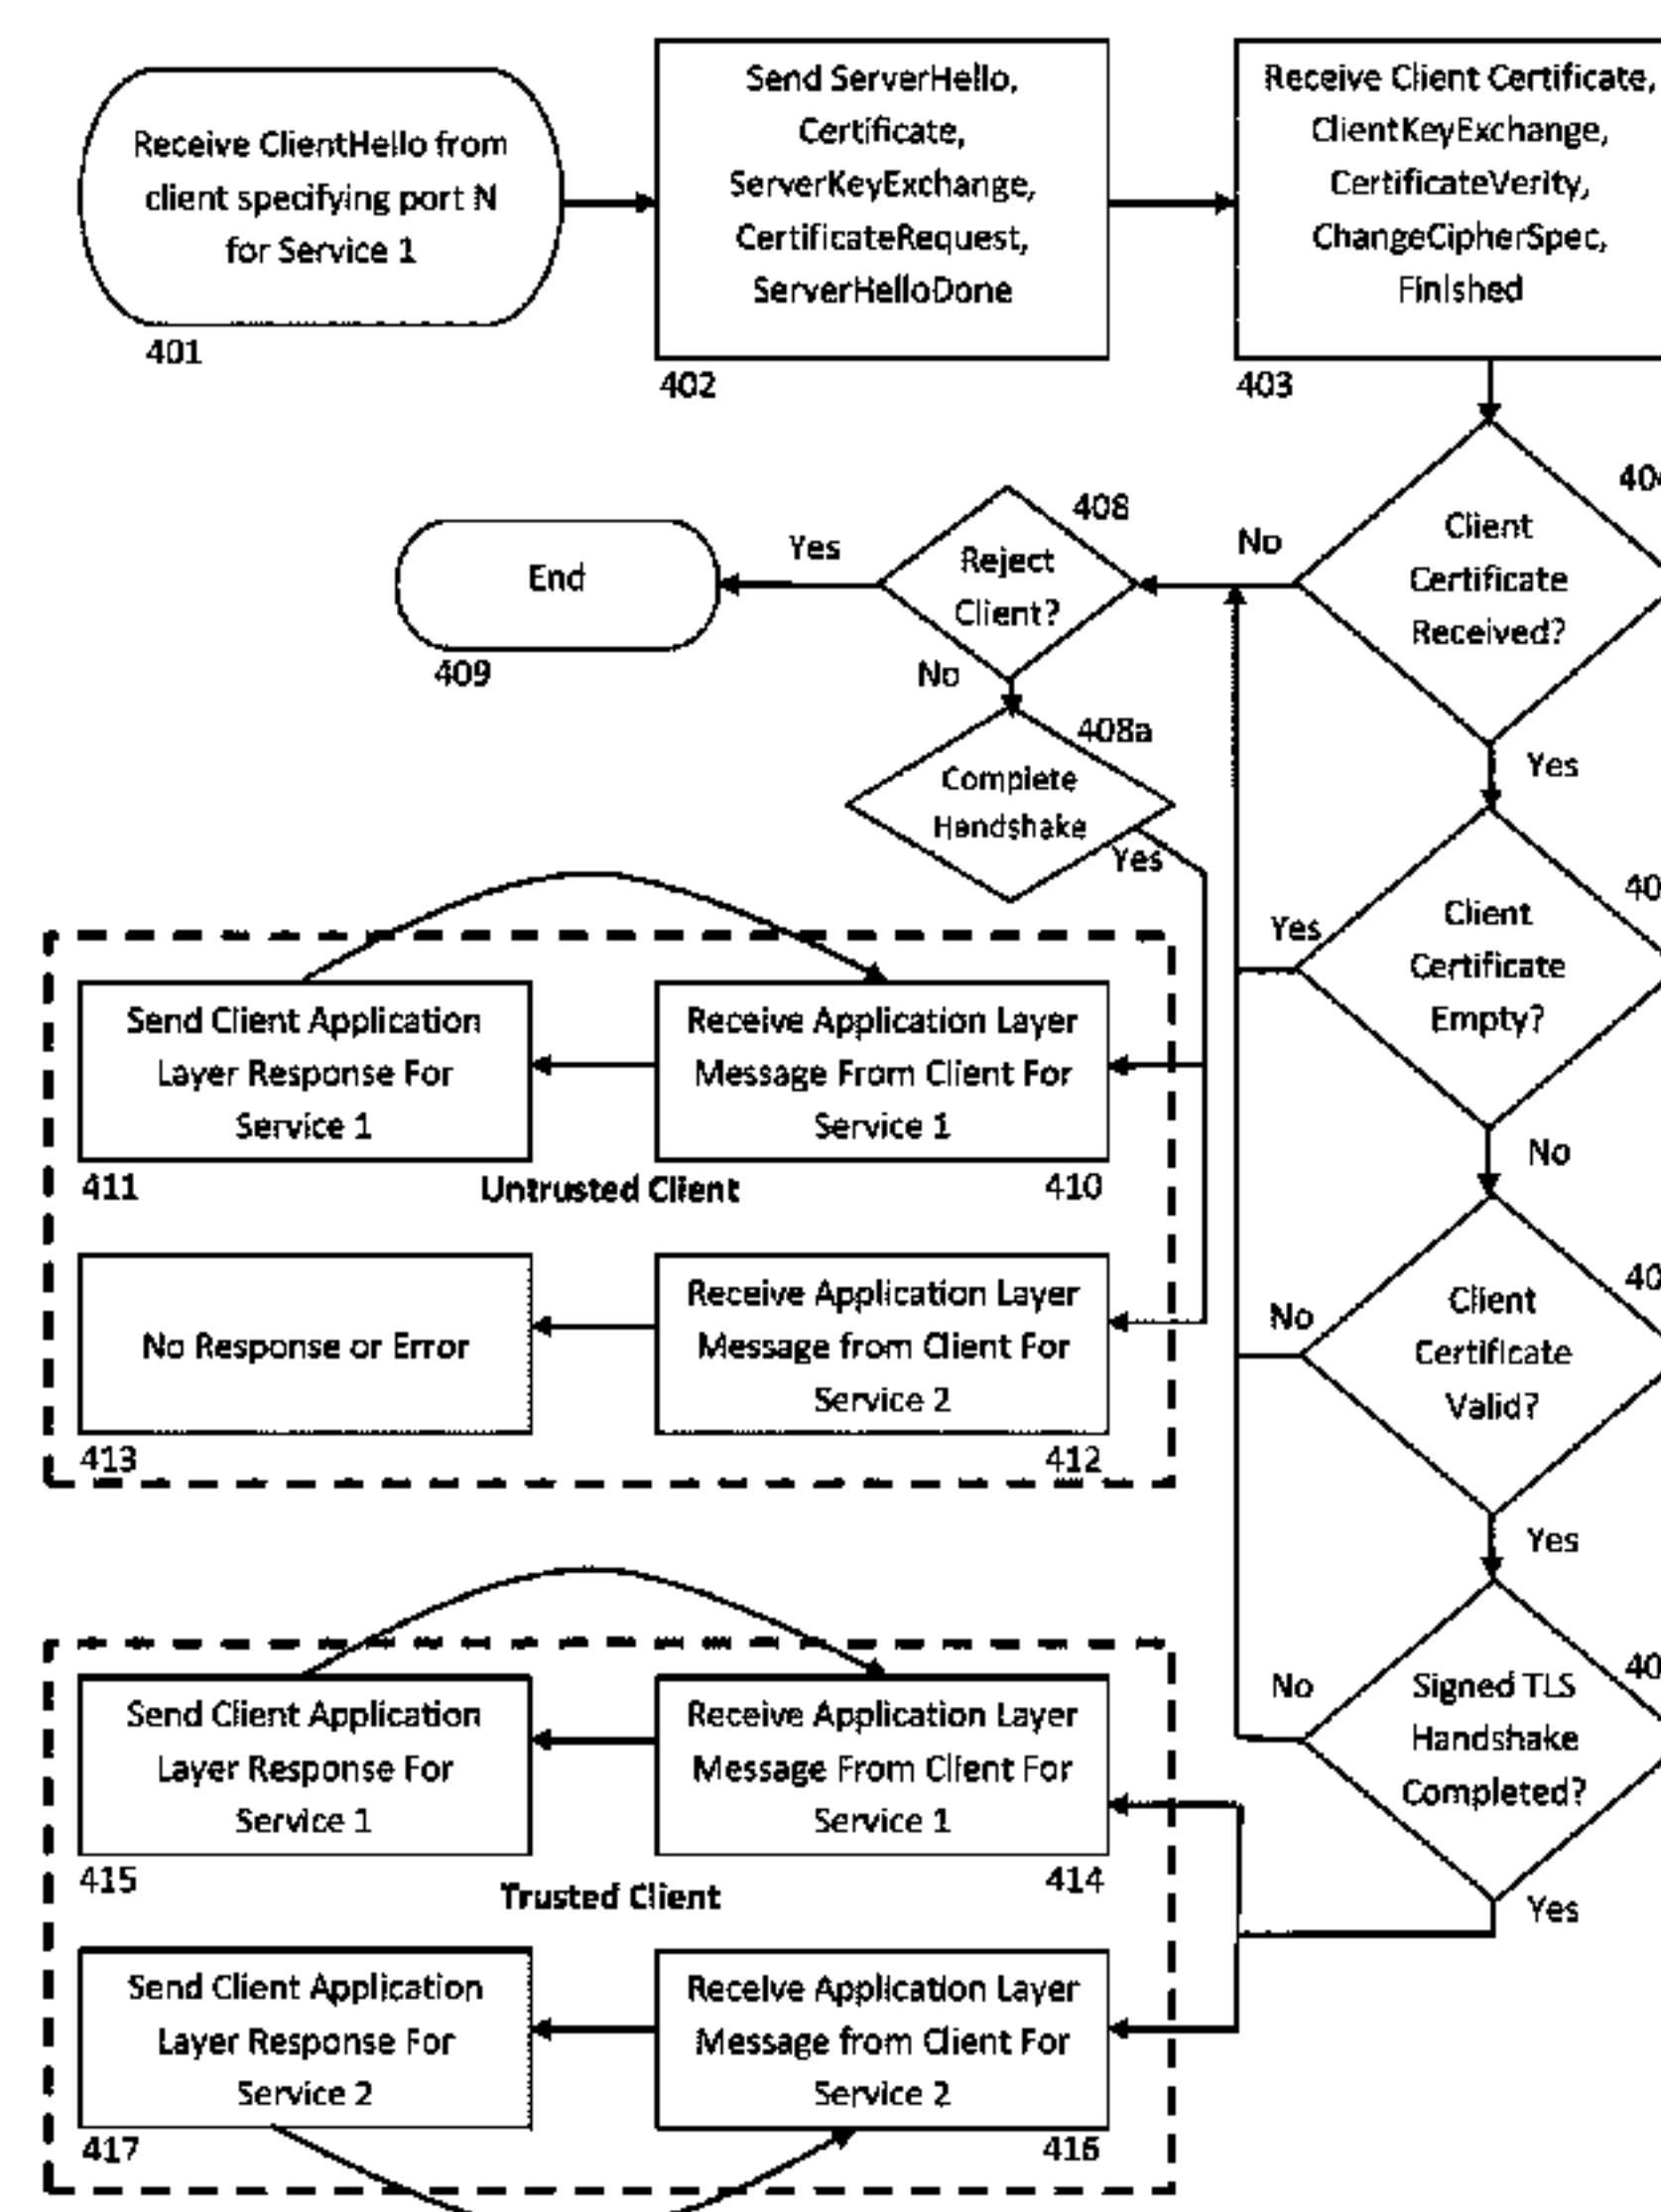 Receive ClientHello from
client specifying port N
for Service 1
401
Send ServerHello,
Certificate,
ServerKeyExchange,
CertificateRequest,
ServerHelloDone
402
Receive Client Certificate,
ClientKeyExchange,
CertificateVerity,
ChangeCipherSpec,
Finished
403
Client
Certificate
Received?
No
Yes
408
Reject
Client?
Yes
No
End
409
408a
Complete
Handshake
Yes
Client
Certificate
Empty?
Yes
No
Send Client Application
Layer Response For
Service 1
411
Receive Application Layer
Message From Client For
Service 1
410
Untrusted Client
No Response or Error
413
Receive Application Layer
Message from Client For
Service 2
412
Client
Certificate
Valid?
No
Yes
Signed TLS
Handshake
Completed?
No
Yes
Send Client Application
Layer Response For
Service 1
415
Receive Application Layer
Message From Client For
Service 1
414
Trusted Client
Send Client Application
Layer Response For
Service 2
417
Receive Application Layer
Message from Client For
Service 2
416